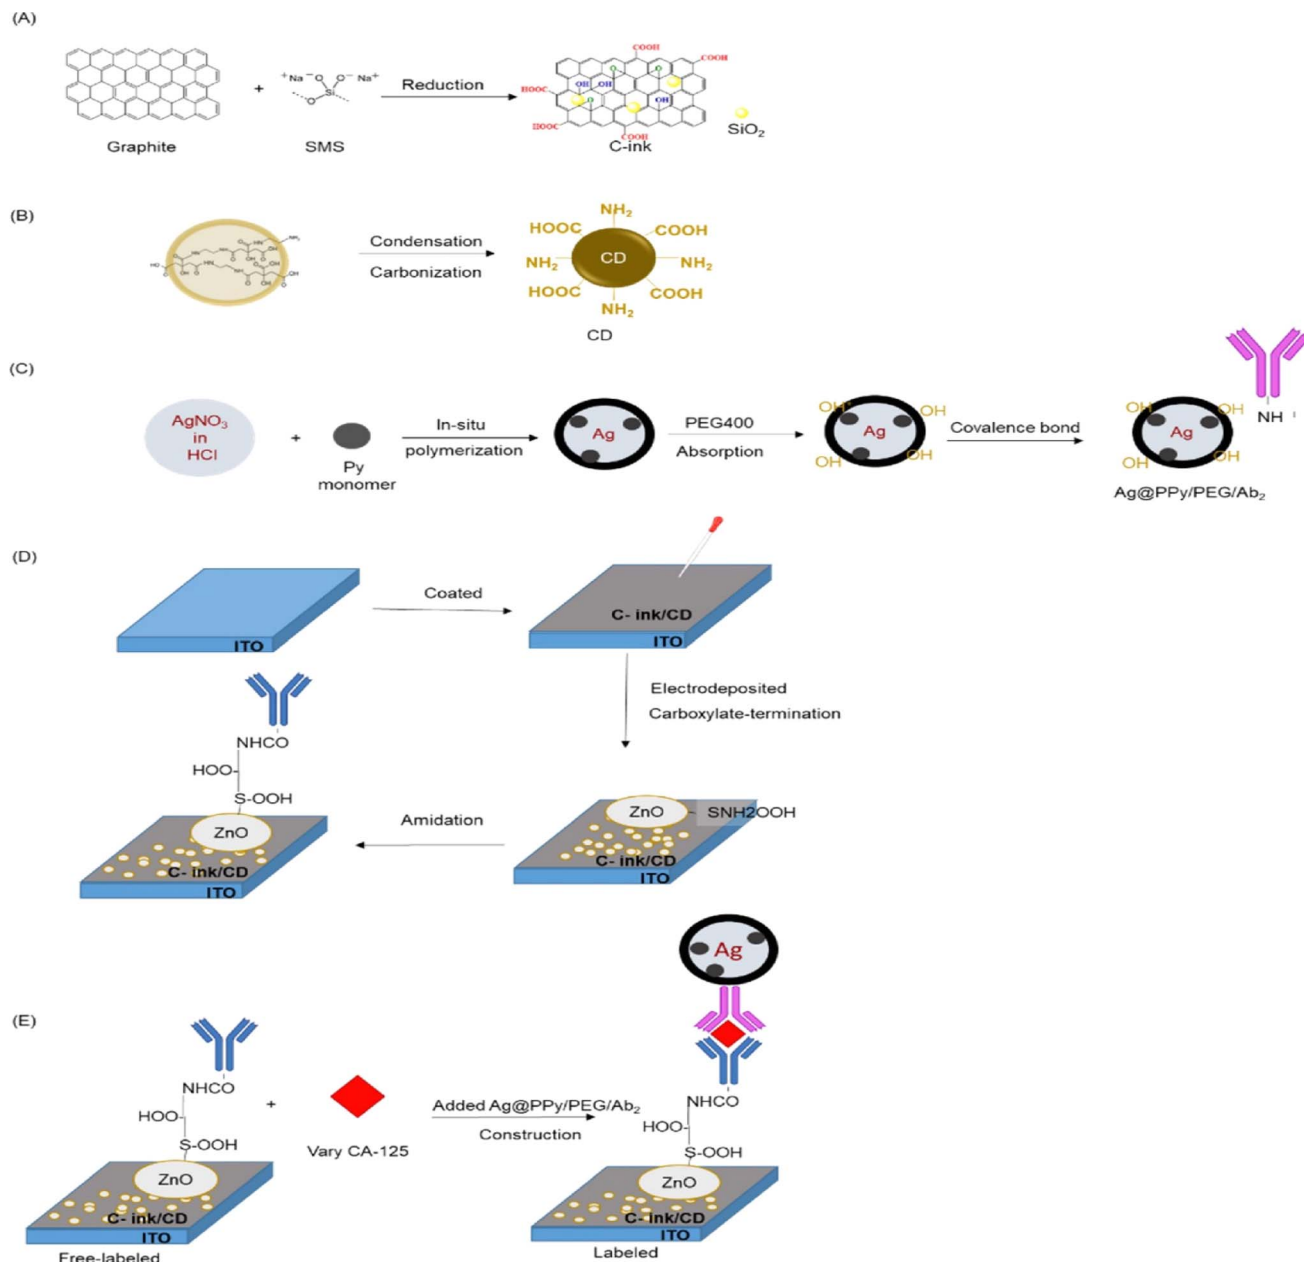 (A)
COOH
COOH
+Na −O O− Na+
Si
O
+
Reduction
HOOC
O
O
OH
OH
O
OH
HOOC
COOH
SiO2
Graphite
SMS
C-ink
(B)
NH2
HOOC
COOH
Condensation
Carbonization
NH2
CD
NH2
HOOC
COOH
NH2
CD
(C)
AgNO3
in
HCl
+
Py
monomer
In-situ
polymerization
Ag
PEG400
Absorption
OH
OH
Ag
OH
OH
Covalence bond
OH
OH
Ag
OH
OH
NH
Ag@PPy/PEG/Ab2
(D)
ITO
Coated
C- ink/CD
ITO
Electrodeposited
Carboxylate-termination
NHCO
HOO
S-OOH
ZnO
C- ink/CD
ITO
Amidation
ZnO
SNH2OOH
C- ink/CD
ITO
(E)
Ag
NHCO
HOO
S-OOH
ZnO
C- ink/CD
ITO
Free-labeled
+
Vary CA-125
Added Ag@PPy/PEG/Ab2
Construction
NHCO
HOO
S-OOH
ZnO
C- ink/CD
ITO
Labeled